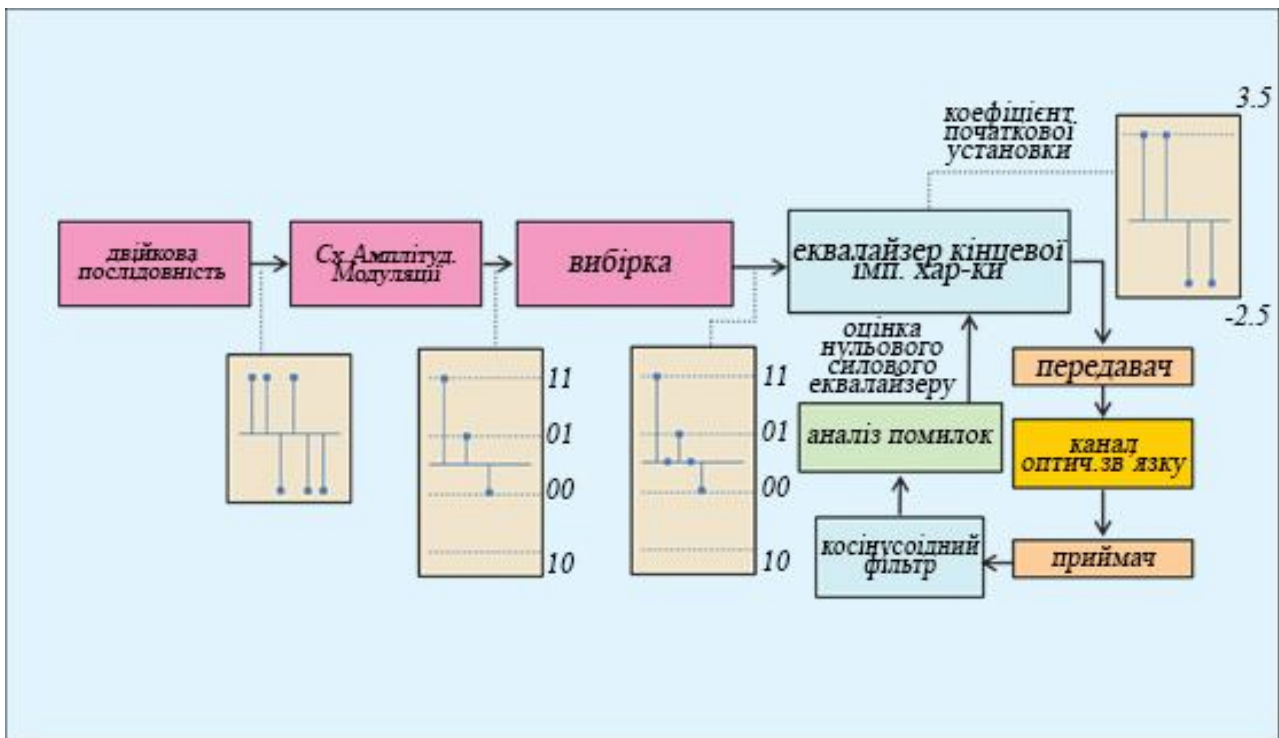 3.5
коефіцієнт
початкової
установки
двійкова
послідовність
Сх.Амплітуд.
Модуляції
вибірка
еквалайзер кінцевої
імп. хар-ки
-2.5
оцінка
нульового
силового
еквалайзеру
передавач
11
01
00
10
11
01
00
10
аналіз помилок
канал
оптич.зв язку
косінусоідний
фільтр
приймач